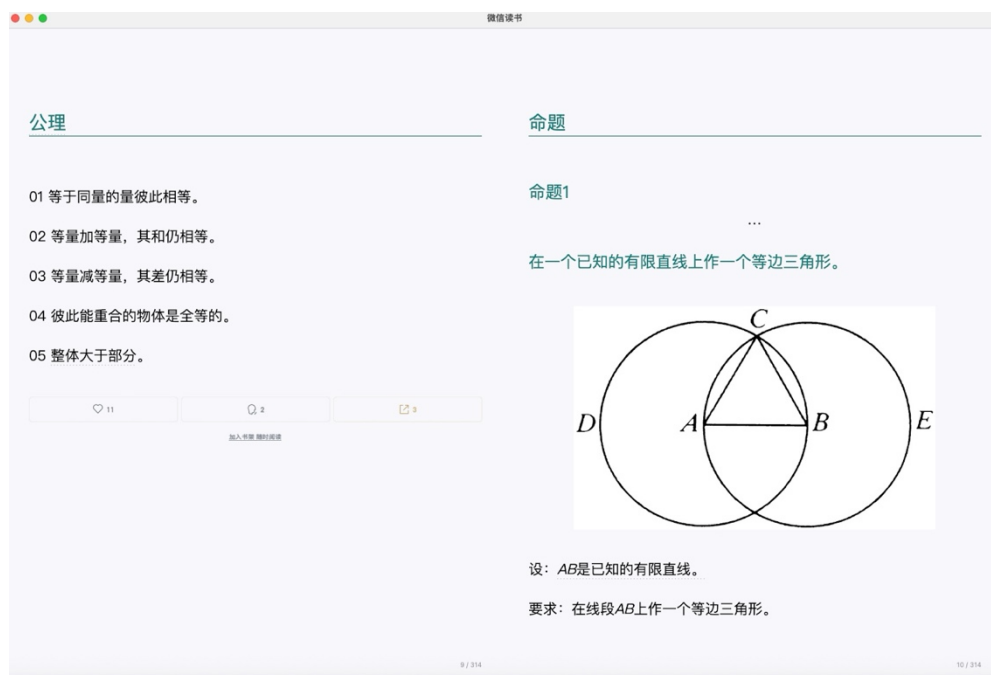 微信读书
公理
01 等于同量的量彼此相等。
02 等量加等量，其和仍相等。
03 等量减等量，其差仍相等。
04 彼此能重合的物体是全等的。
05 整体大于部分。
11
2
3
加入书架 随时阅读
9 / 314
命题
命题1
...
在一个已知的有限直线上作一个等边三角形。
C
D
A
B
E
设：AB是已知的有限直线。
要求：在线段AB上作一个等边三角形。
10 / 314